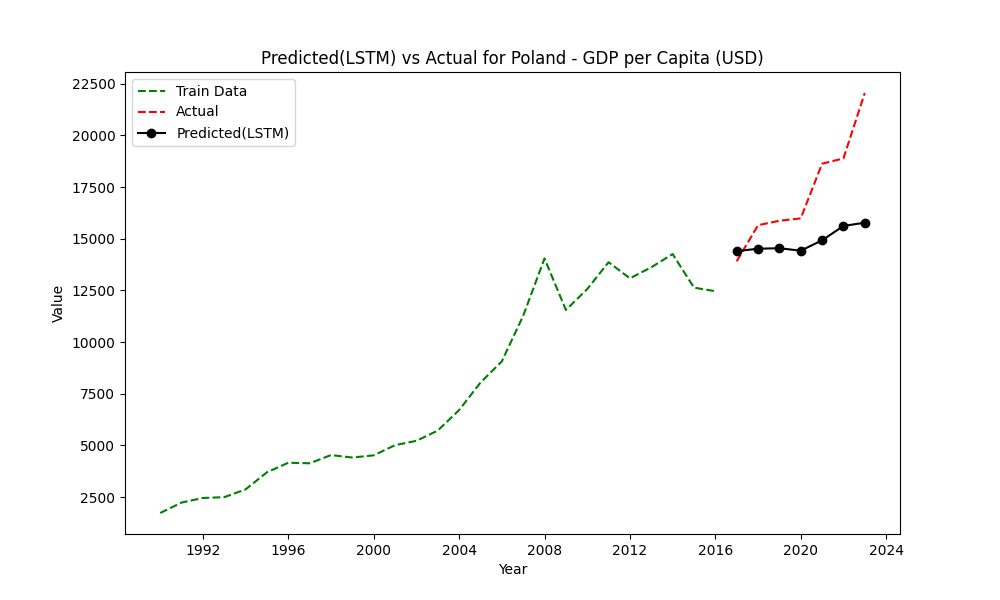 Predicted(LSTM) vs Actual for Poland - GDP per Capita (USD)
Train Data
Actual
Predicted(LSTM)
22500
20000
17500
15000
12500
10000
7500
5000
2500
Value
1992 1996 2000 2004 2008 2012 2016 2020 2024
Year